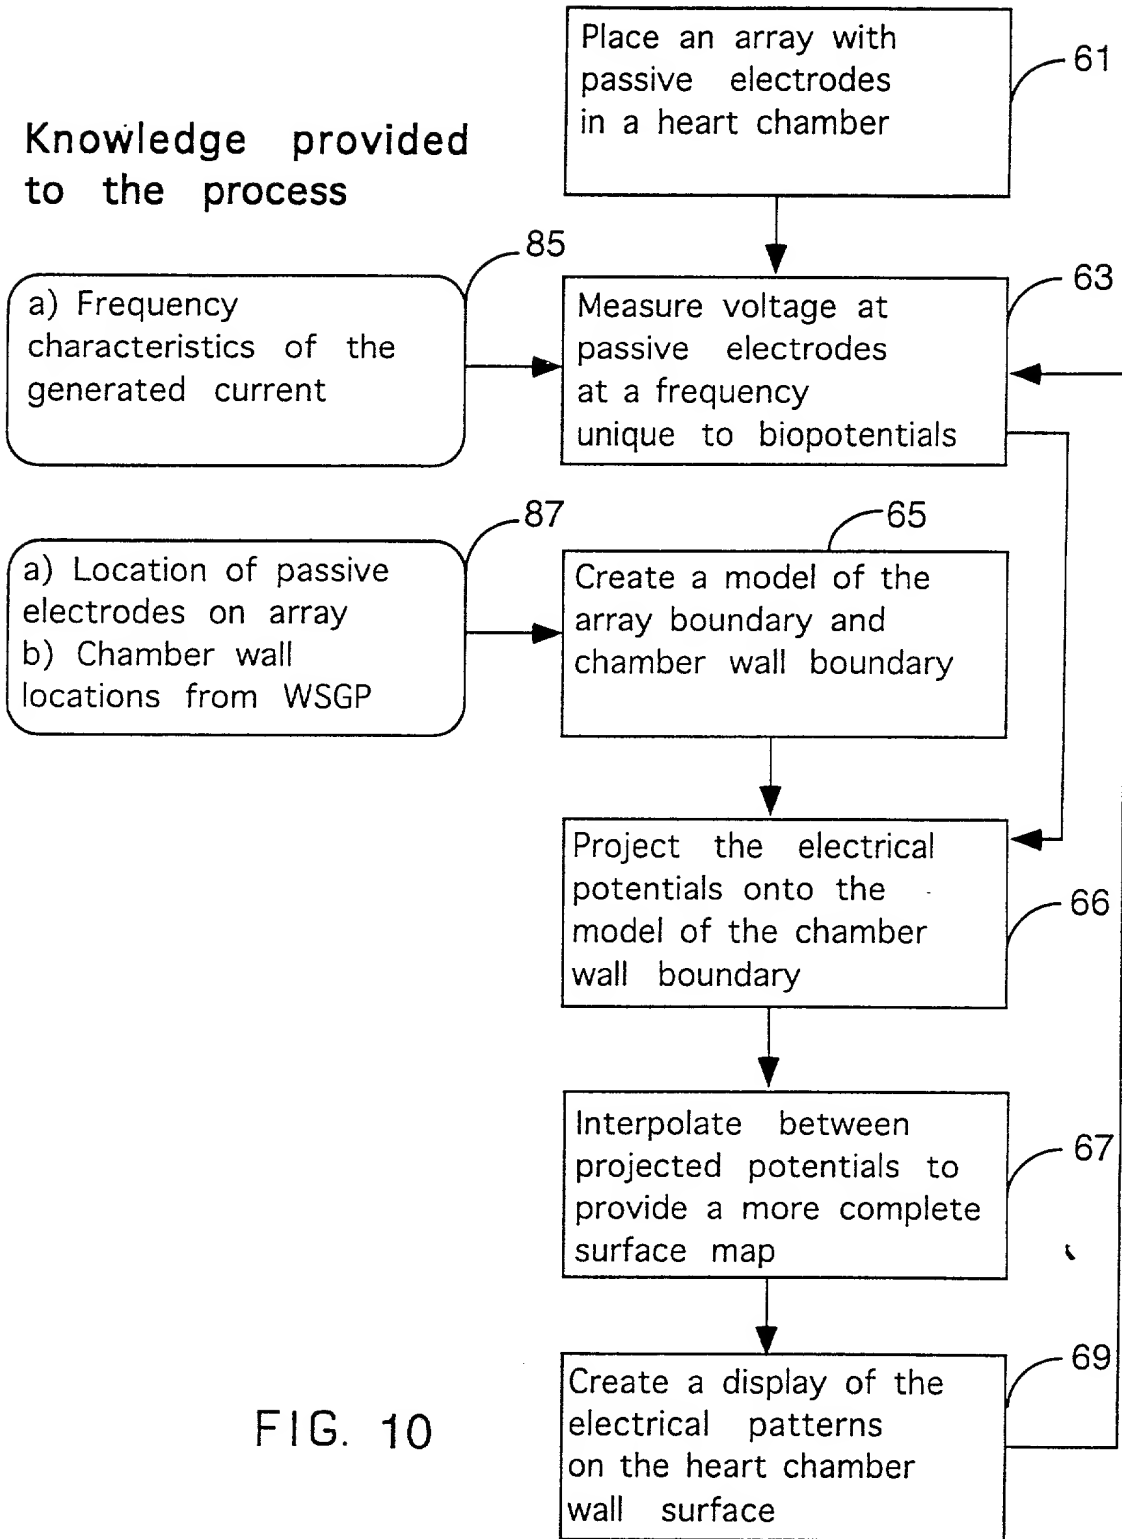 Place an array with
passive electrodes
in a heart chamber
61
Knowledge provided
to the process
85
a) Frequency
characteristics of the
generated current
63
Measure voltage at
passive electrodes
at a frequency
unique to biopotentials
87
a) Location of passive
electrodes on array
b) Chamber wall
locations from WSGP
65
Create a model of the
array boundary and
chamber wall boundary
Project the electrical
potentials onto the
model of the chamber
wall boundary
66
Interpolate between
projected potentials to
provide a more complete
surface map
67
Create a display of the
electrical patterns
on the heart chamber
wall surface
69
FIG. 10